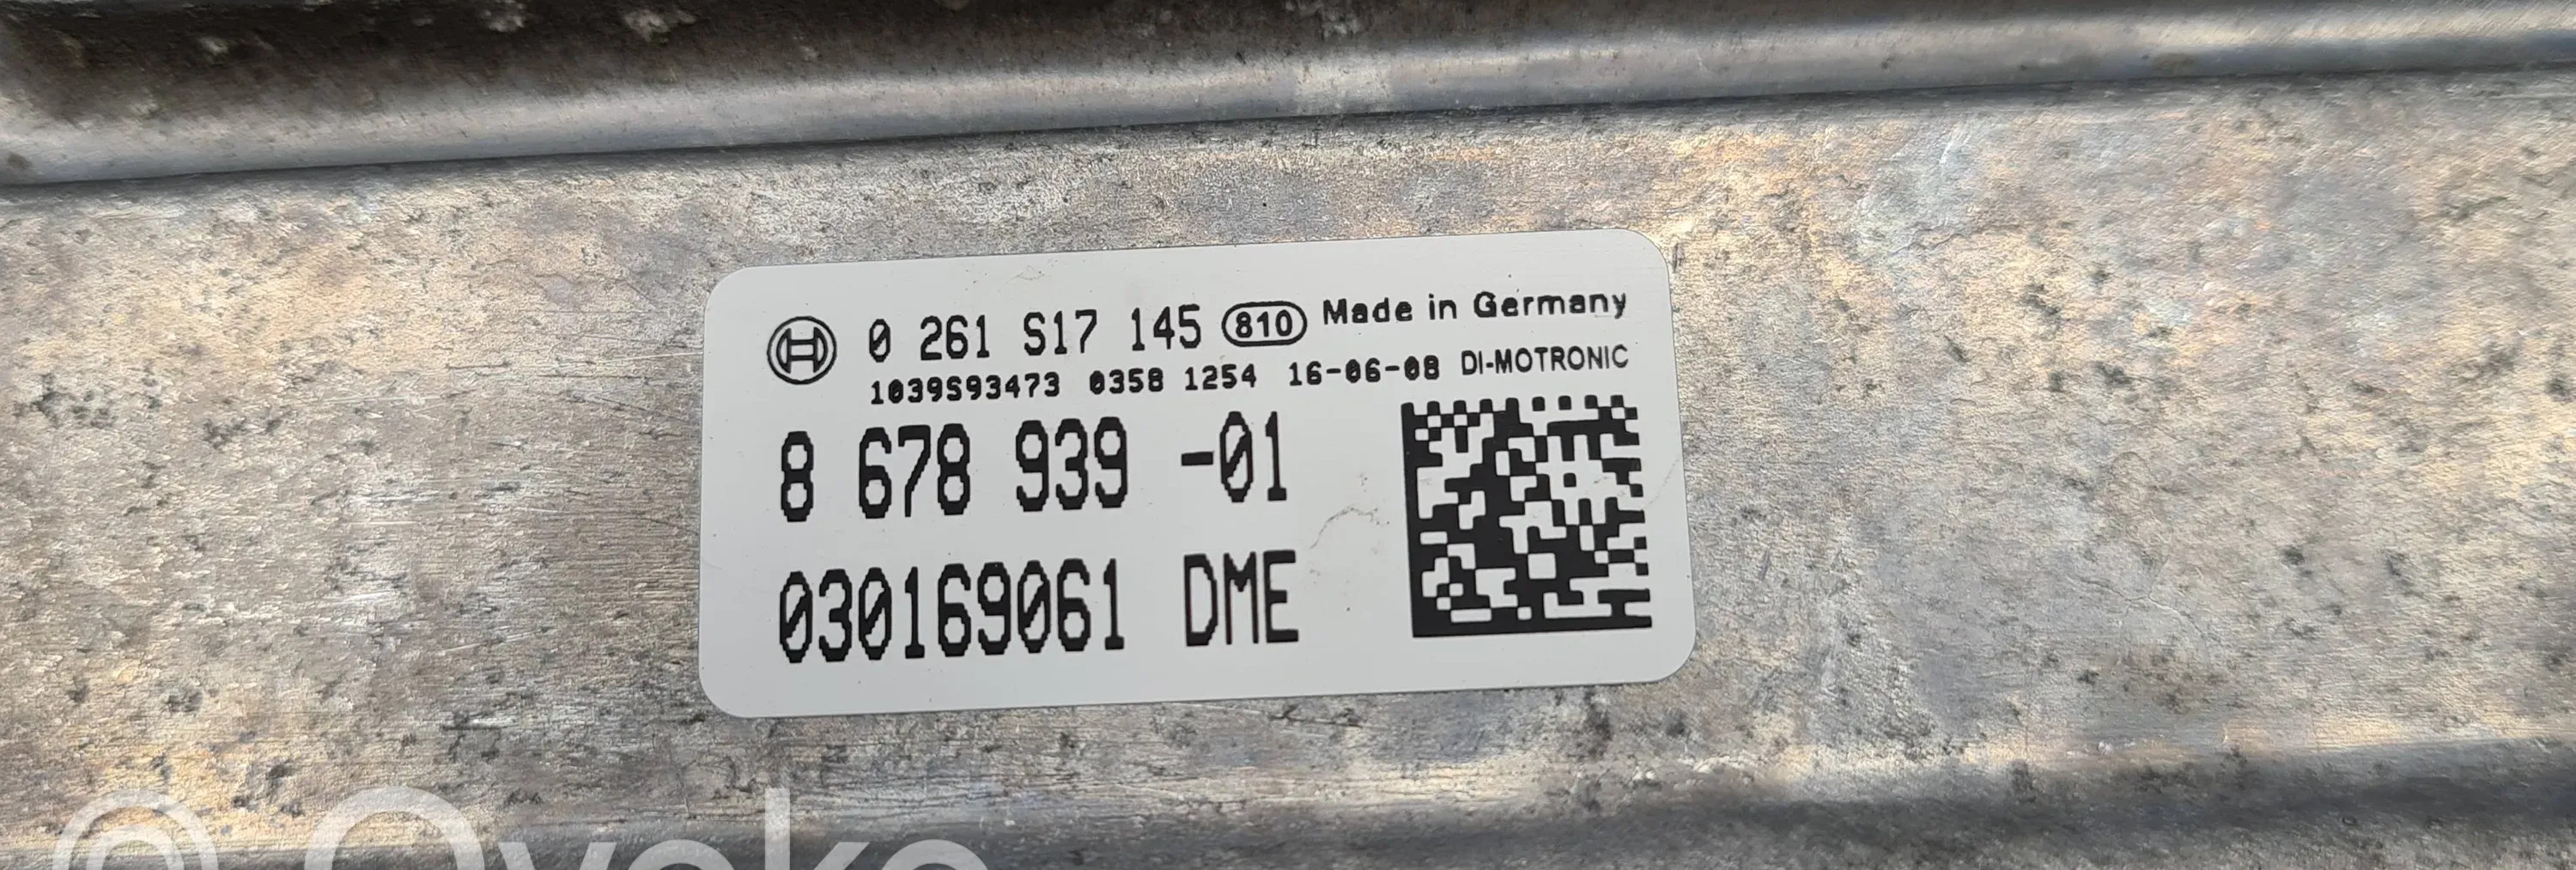 0 261 S17 145 810 Made in Germany
1039S93473 0358 1254 16-06-08 DI-MOTRONIC
8 678 939 -01
030169061 DME
© Ovoko